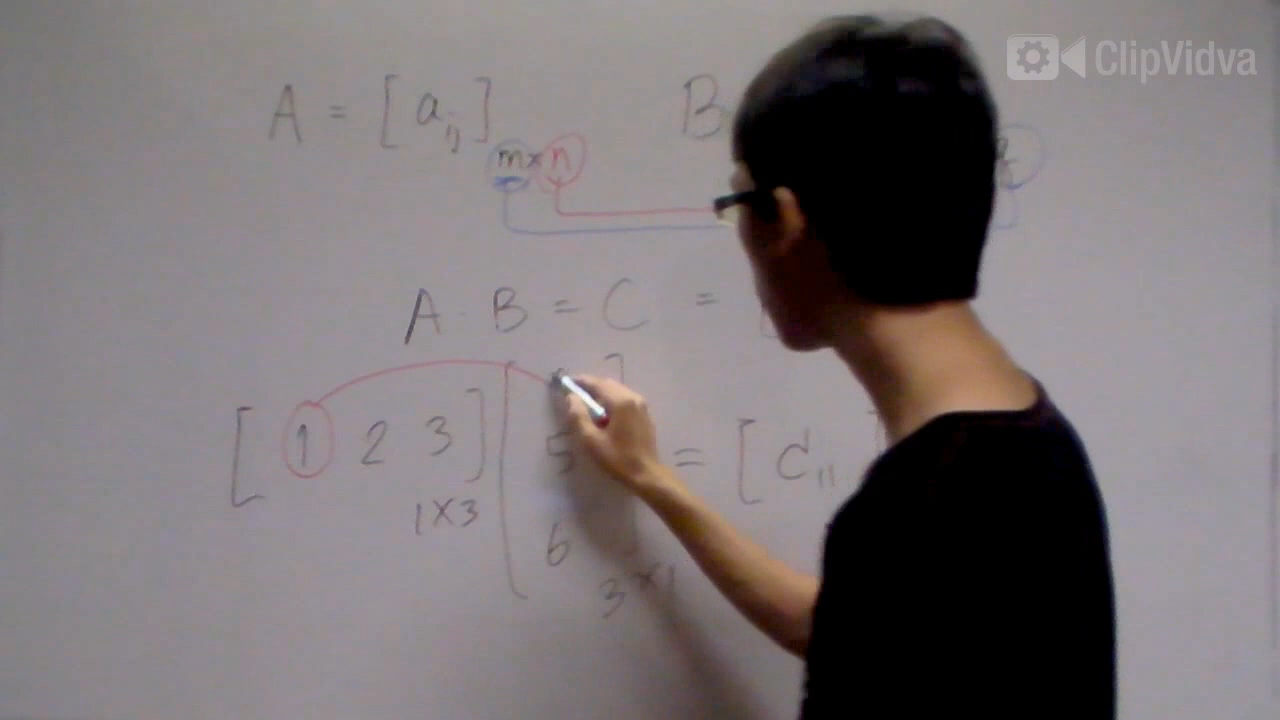 ClipVidva
A = [ aij ] m×n B
A · B = C =
[ 1 2 3 ] 1×3 [ 5 6 ] 3×1 = [ c11